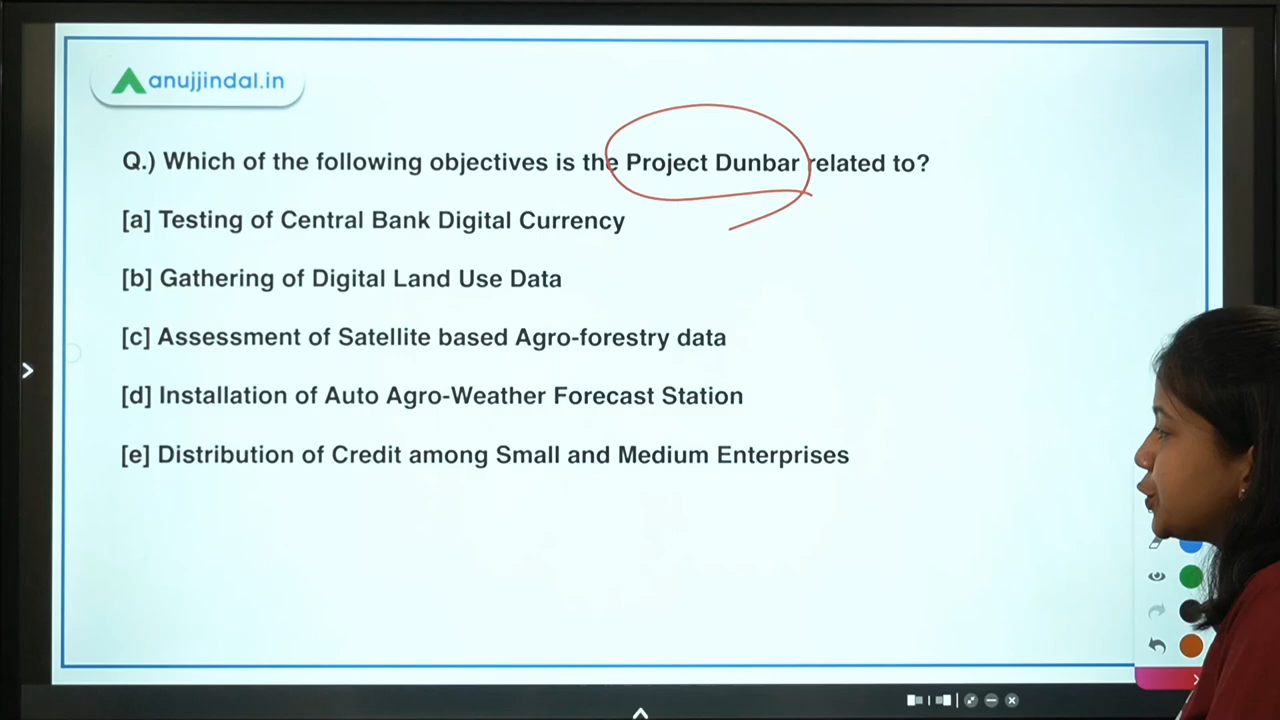 anujjindal.in
Q.) Which of the following objectives is the Project Dunbar related to?
[a] Testing of Central Bank Digital Currency
[b] Gathering of Digital Land Use Data
[c] Assessment of Satellite based Agro-forestry data
[d] Installation of Auto Agro-Weather Forecast Station
[e] Distribution of Credit among Small and Medium Enterprises